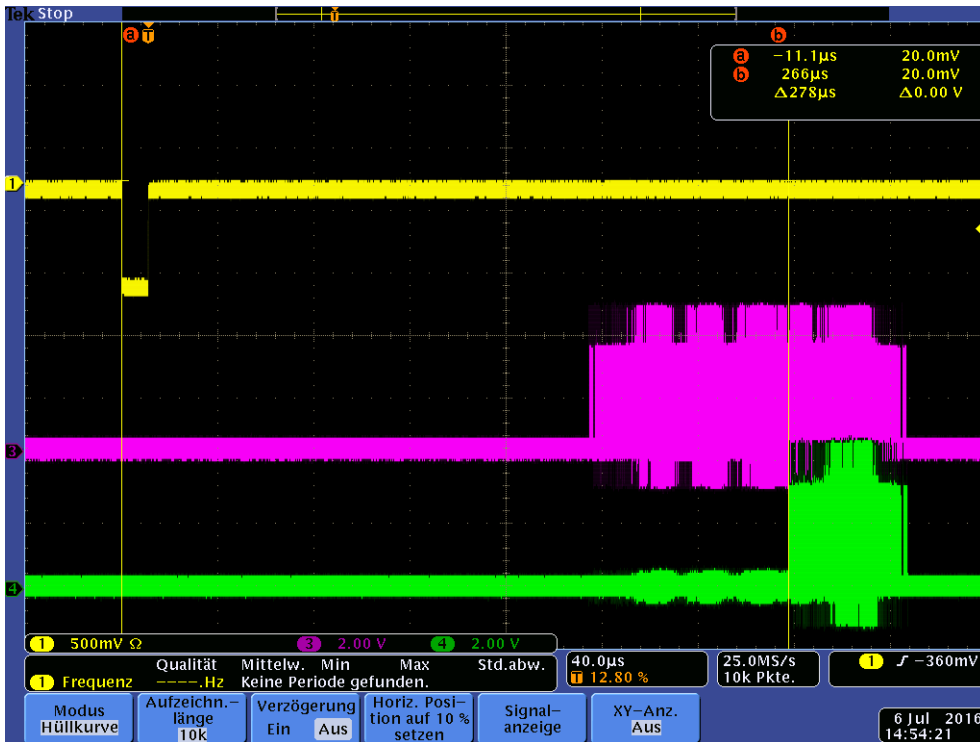 Tek Stop
T
a T b
a −11.1µs 20.0mV
b 266µs 20.0mV
Δ278µs Δ0.00 V
1
3
4
1 500mV Ω 3 2.00 V 4 2.00 V
Qualität Mittelw. Min Max Std.abw.
1 Frequenz ––––.Hz Keine Periode gefunden.
40.0µs
T 12.80 %
25.0MS/s
10k Pkte.
1 −360mV
Modus
Hüllkurve
Aufzeichn.–
länge
10k
Verzögerung
Ein Aus
Horiz. Posi–
tion auf 10 %
setzen
Signal–
anzeige
XY–Anz.
Aus
6 Jul 2016
14:54:21